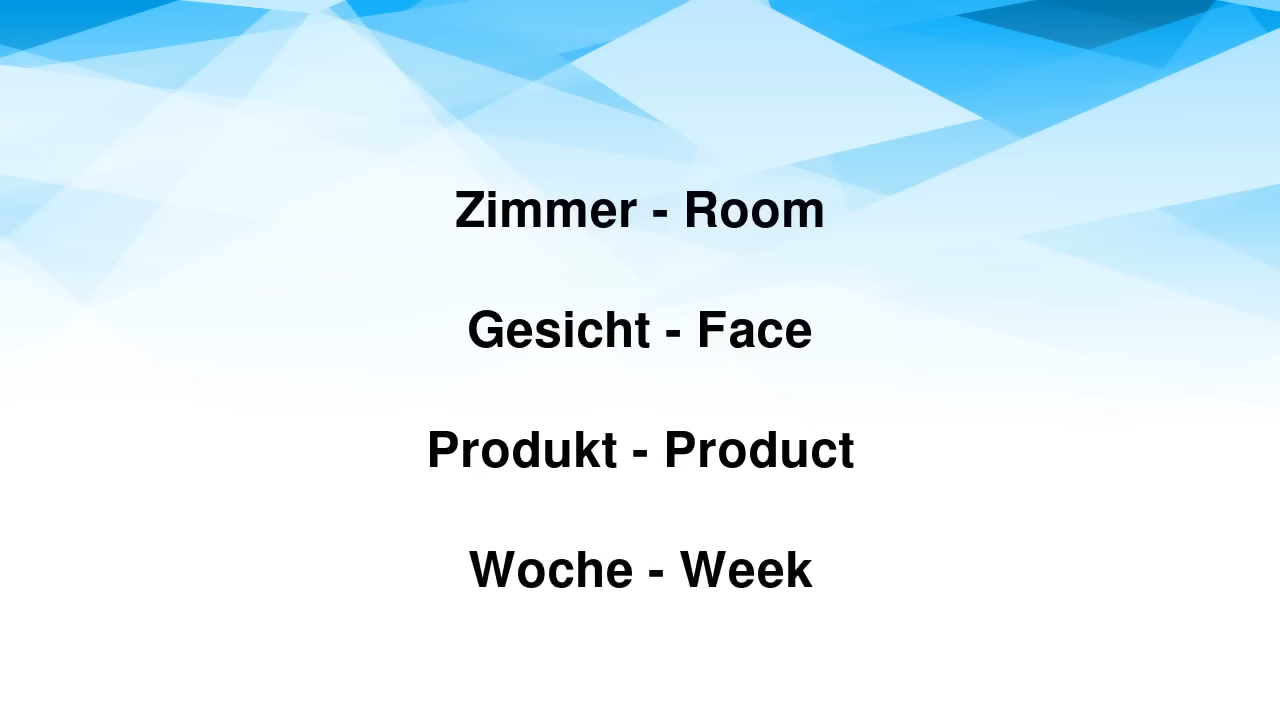 Zimmer - Room
Gesicht - Face
Produkt - Product
Woche - Week